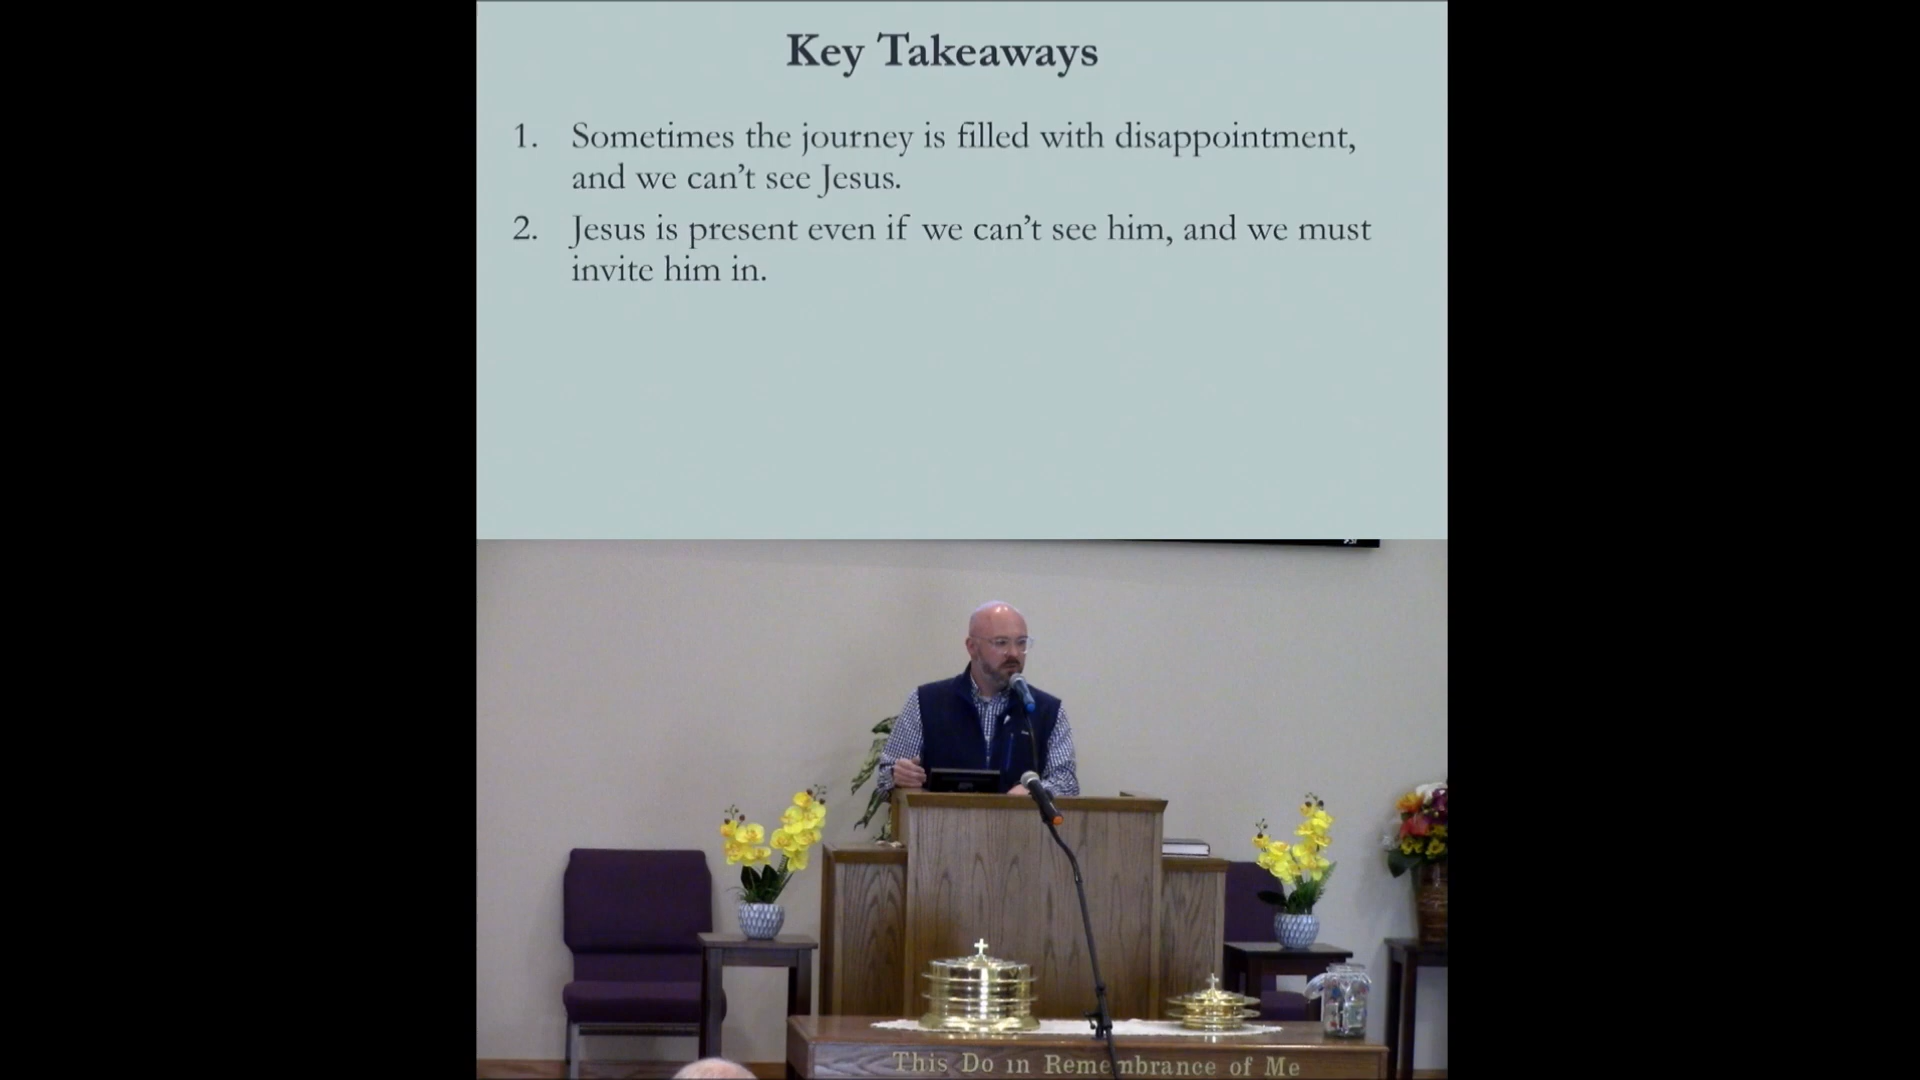 Key Takeaways
1. Sometimes the journey is filled with disappointment,
and we can't see Jesus.
2. Jesus is present even if we can't see him, and we must
invite him in.
This Do in Remembrance of Me